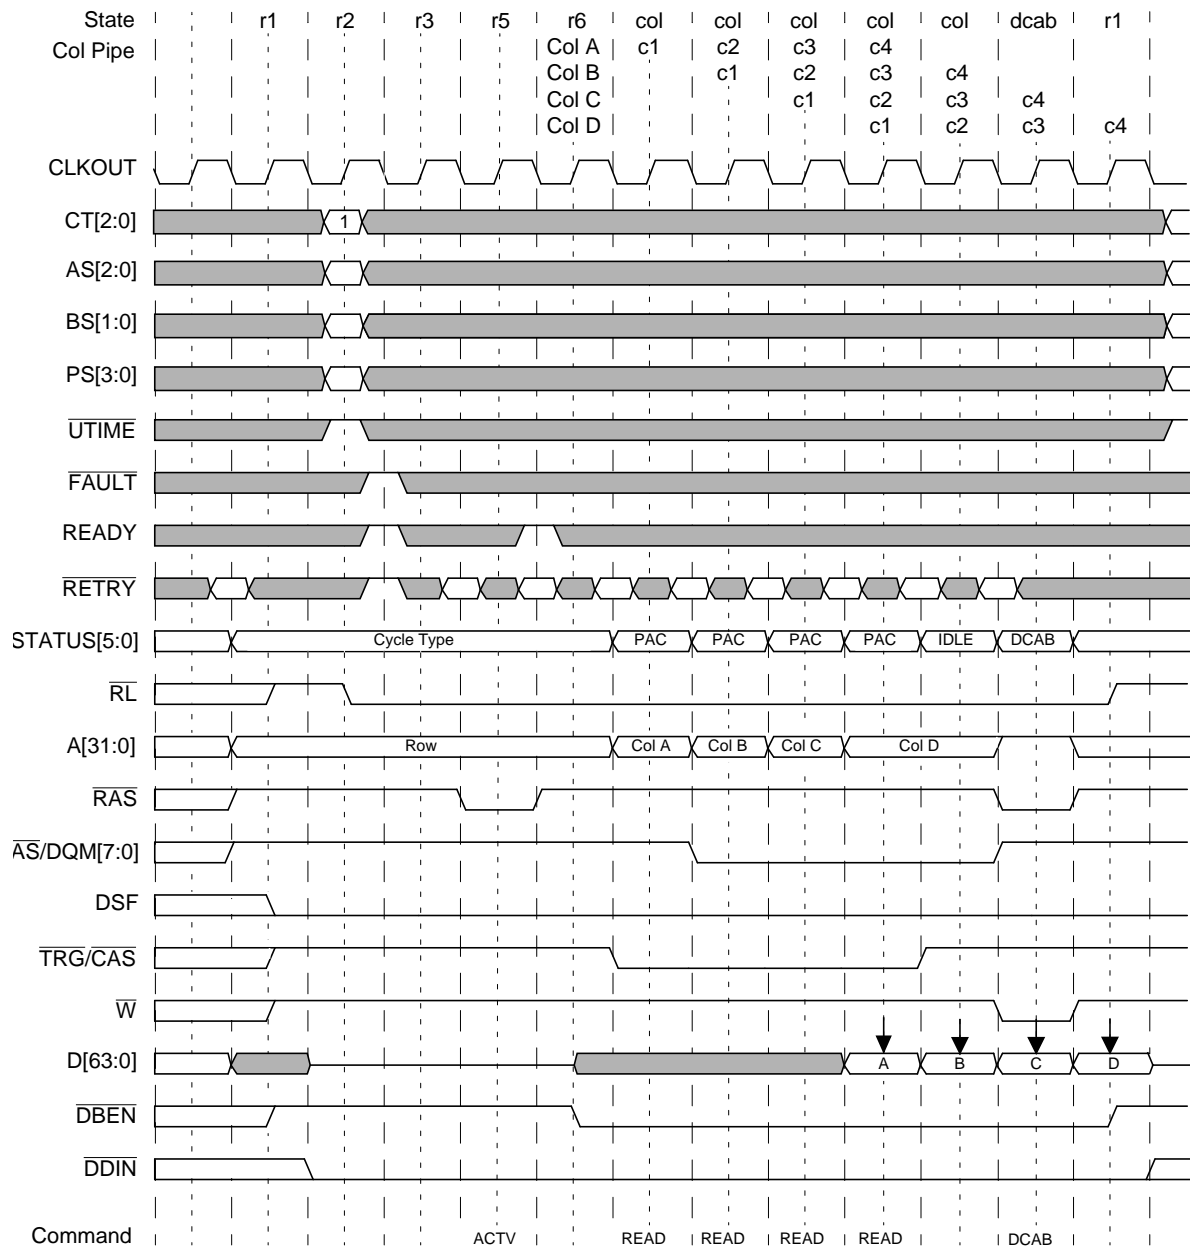 State r1 r2 r3 r5 r6 col col col col col dcab r1
Col Pipe Col A c1 c2 c3 c4
Col B c1 c2 c3 c4
Col C c1 c2 c3 c4
Col D c1 c2 c3 c4
CLKOUT
CT[2:0] 1
AS[2:0]
BS[1:0]
PS[3:0]
UTIME
FAULT
READY
RETRY
STATUS[5:0] Cycle Type PAC PAC PAC PAC IDLE DCAB
RL
A[31:0] Row Col A Col B Col C Col D
RAS
AS/DQM[7:0]
DSF
TRG/CAS
W
D[63:0] A B C D
DBEN
DDIN
Command ACTV READ READ READ READ DCAB